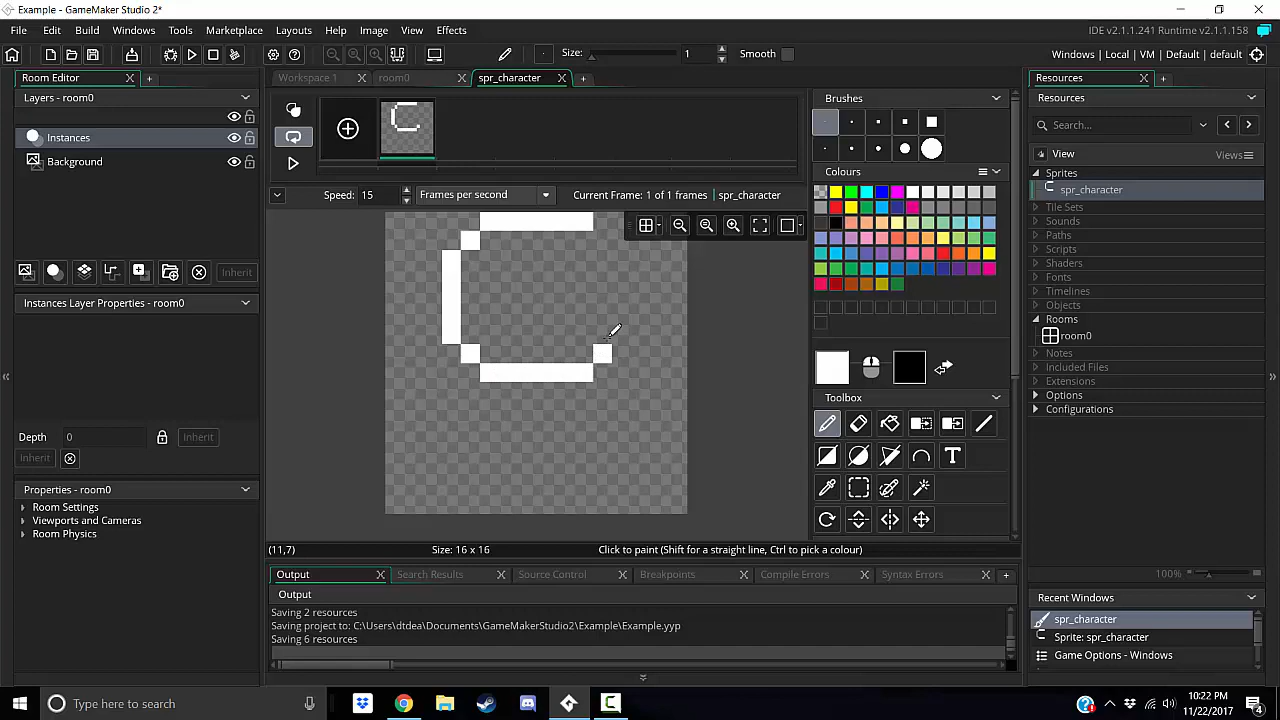 Example - GameMaker Studio 2*
File Edit Build Windows Tools Marketplace Layouts Help Image View Effects
IDE v2.1.1.241 Runtime v2.1.1.158
Size: 1 Smooth
Windows | Local | VM | Default | default
Room Editor
Workspace 1 room0 spr_character
Resources
Layers - room0
Brushes
Resources
Search...
Instances
View Views
Background
Sprites
Colours
spr_character
Speed: 15 Frames per second Current Frame: 1 of 1 frames spr_character
Tile Sets
Sounds
Paths
Scripts
Shaders
Inherit
Fonts
Timelines
Instances Layer Properties - room0
Objects
Rooms
room0
Notes
Included Files
Extensions
Options
Toolbox
Configurations
Depth 0 Inherit
Inherit
T
Properties - room0
Room Settings
Viewports and Cameras
Room Physics
(11,7) Size: 16 x 16 Click to paint (Shift for a straight line, Ctrl to pick a colour)
100%
Output Search Results Source Control Breakpoints Compile Errors Syntax Errors
Output
Recent Windows
Saving 2 resources
spr_character
Saving project to: C:\Users\dtdea\Documents\GameMakerStudio2\Example\Example.yyp
Sprite: spr_character
Saving 6 resources
Game Options - Windows
Type here to search
10:22 PM
11/22/2017
4